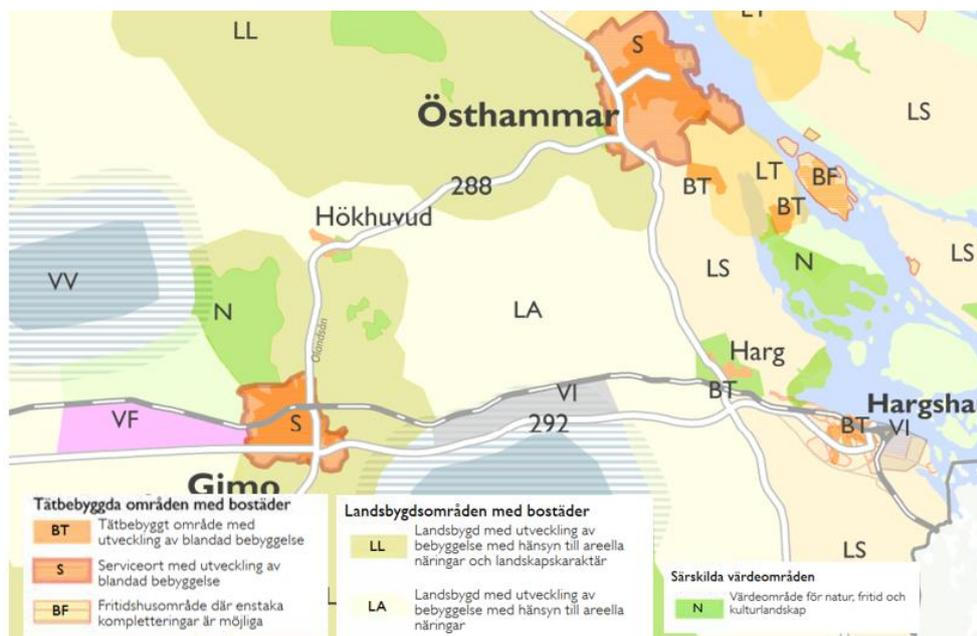 LL
S
LT
Östhammar
LS
288
BT
LT
BF
BT
Hökhuvud
VV
N
LS
N
LS
LA
Olandsån
Harg
VI
BT
Hargsha
VF
S
292
BT
VI
Gimo
LS
Tätbebyggda områden med bostäder
BT
Tätbebyggt område med
utveckling av blandad bebyggelse
S
Serviceort med utveckling av
blandad bebyggelse
BF
Fritidshusområde där enstaka
kompletteringar är möjliga
Landsbygdsområden med bostäder
LL
Landsbygd med utveckling av
bebyggelse med hänsyn till areella
näringar och landskapskaraktär
LA
Landsbygd med utveckling av
bebyggelse med hänsyn till areella
näringar
Särskilda värdeområden
N
Värdeområde för natur, fritid och
kulturlandskap